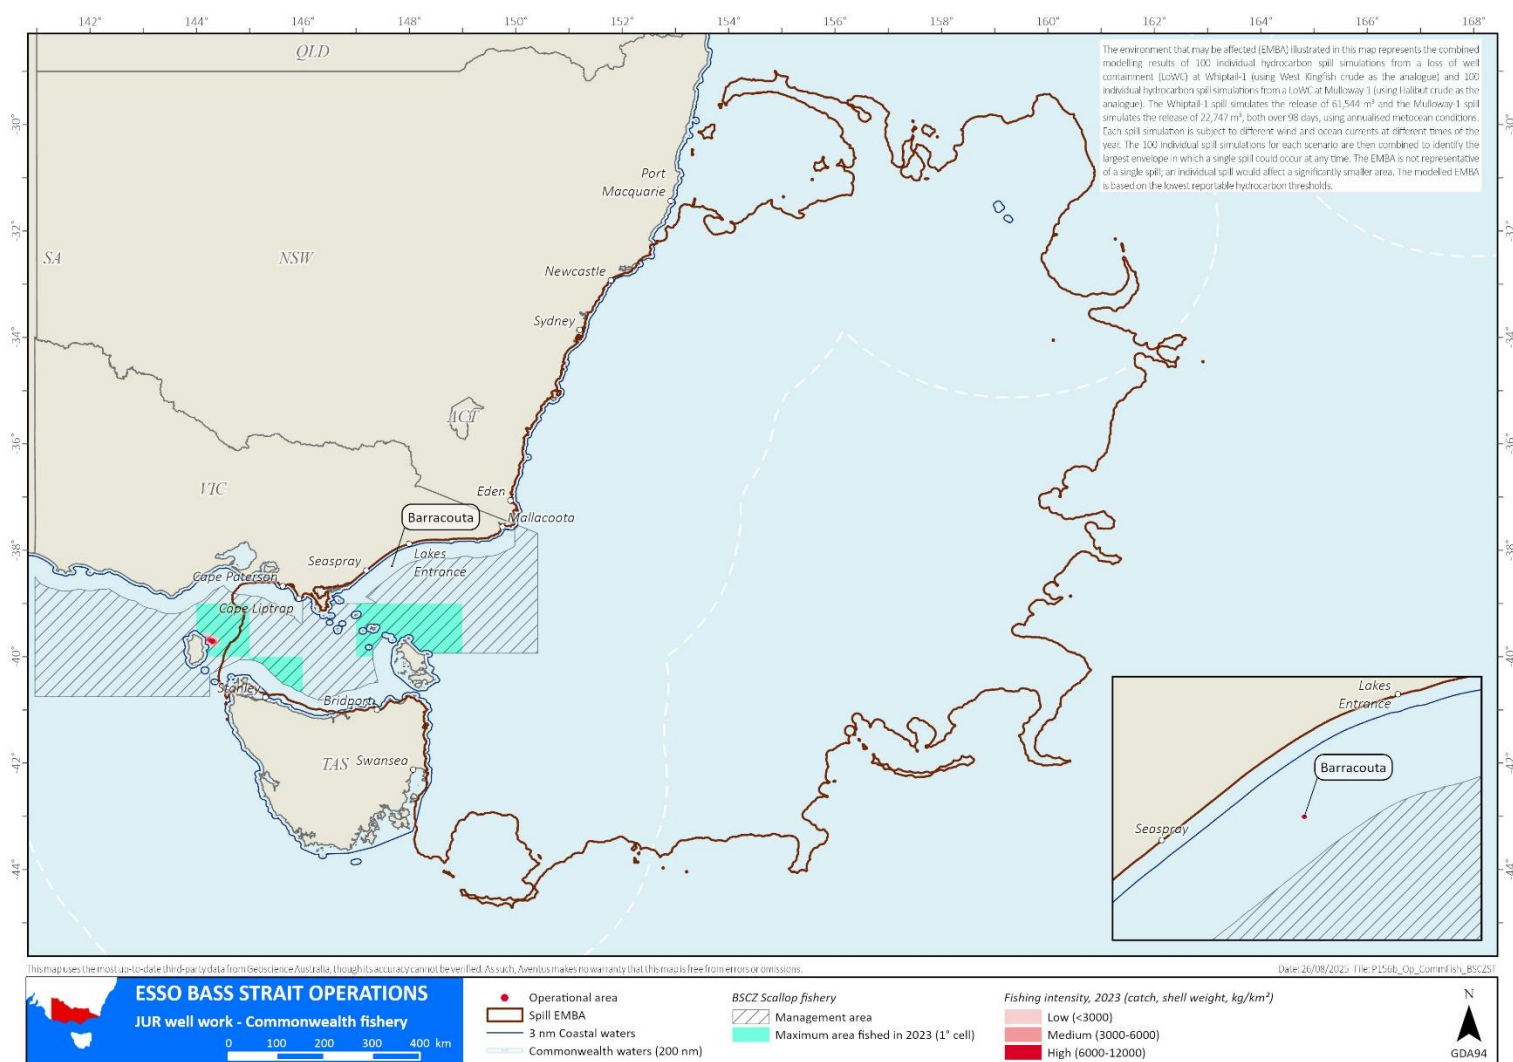 142° 144° 146° 148° 150° 152° 154° 156° 158° 160° 162° 164° 166° 168°
QLD
The environment that may be affected (EMBA) illustrated in this map represents the combined
modelling results of 100 individual hydrocarbon spill simulations from a loss of well
containment (LoWC) at Whiptail-1 (using West Kingfish crude as the analogue) and 100
individual hydrocarbon spill simulations from a LoWC at Mulloway-1 (using Halibut crude as the
analogue). The Whiptail-1 spill simulates the release of 61,544 m³ and the Mulloway-1 spill
simulates the release of 22,747 m³, both over 98 days, using annualised metocean conditions.
Each spill simulation is subject to different wind and ocean currents at different times of the
year. The 100 individual spill simulations for each scenario are then combined to identify the
largest envelope in which a single spill could occur at any time. The EMBA is not representative
of a single spill; an individual spill would affect a significantly smaller area. The modelled EMBA
is based on the lowest reportable hydrocarbon thresholds.
-30° -30°
Port
Macquarie
-32° -32°
SA NSW
Newcastle
Sydney
-34° -34°
ACT
-36° -36°
VIC
Eden
Barracouta
Mallacoota
-38° -38°
Seaspray
Lakes
Entrance
Cape Paterson
Cape Liptrap
-40° -40°
Stanley
Bridport
TAS
Swansea
-42° -42°
-44° -44°
Lakes
Entrance
Barracouta
Seaspray
This map uses the most up-to-date third-party data from Geoscience Australia, though its accuracy cannot be verified. As such, Aventus makes no warranty that this map is free from errors or omissions.
Date: 26/08/2025 File: P156b_Op_CommFish_BSCZST
ESSO BASS STRAIT OPERATIONS
JUR well work - Commonwealth fishery
0 100 200 300 400 km
Operational area
Spill EMBA
3 nm Coastal waters
Commonwealth waters (200 nm)
BSCZ Scallop fishery
Management area
Maximum area fished in 2023 (1° cell)
Fishing intensity, 2023 (catch, shell weight, kg/km²)
Low (<3000)
Medium (3000-6000)
High (6000-12000)
N
GDA94